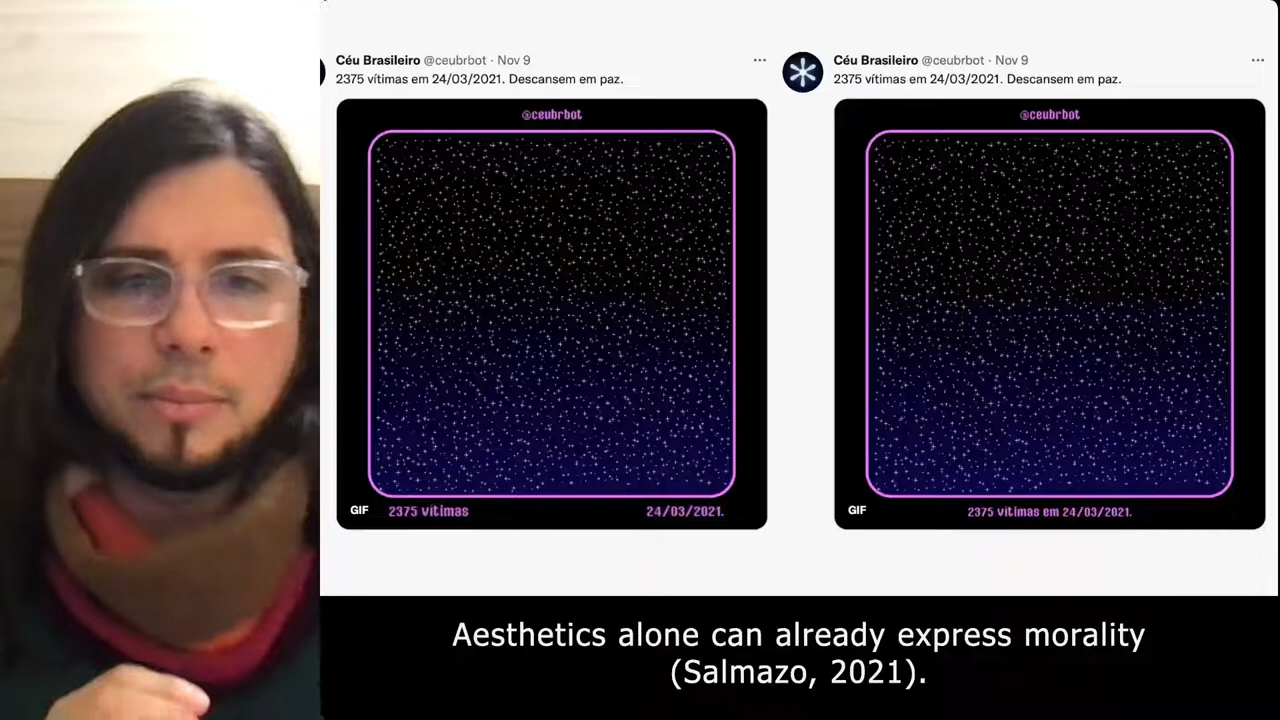 Céu Brasileiro @ceubrbot · Nov 9
2375 vítimas em 24/03/2021. Descansem em paz.
@ceubrbot
GIF 2375 vítimas 24/03/2021.
Céu Brasileiro @ceubrbot · Nov 9
2375 vítimas em 24/03/2021. Descansem em paz.
@ceubrbot
GIF 2375 vítimas em 24/03/2021.
Aesthetics alone can already express morality
(Salmazo, 2021).